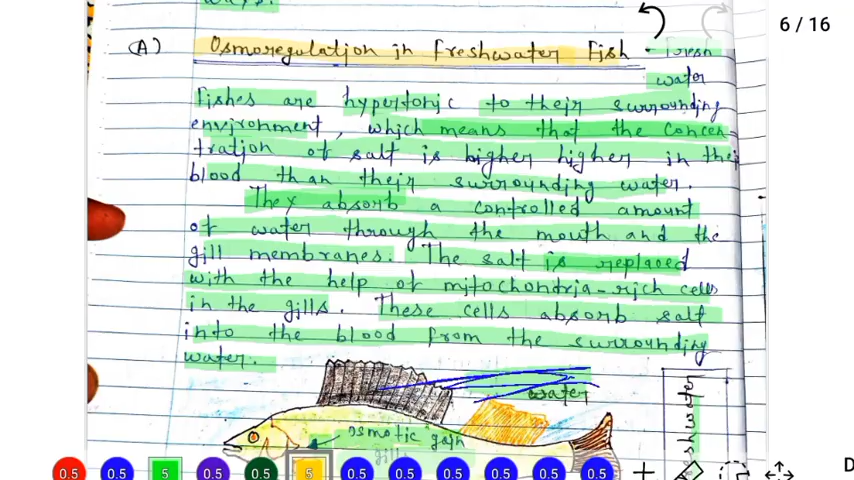 ways.
6 / 16
(A) Osmoregulation in freshwater fish - fresh
water
fishes are hypertonic to their surrounding
environment, which means that the concen-
tration of salt is higher higher in their
blood than their surrounding water.
They absorb a controlled amount
of water through the mouth and the
gill membranes. The salt is replaced
with the help of mitochondria-rich cells
in the gills. These cells absorb salt
into the blood from the surrounding
water.
water
osmotic gain
gills
shwater
0.5 0.5 5 0.5 0.5 5 0.5 0.5 0.5 0.5 0.5 0.5
D